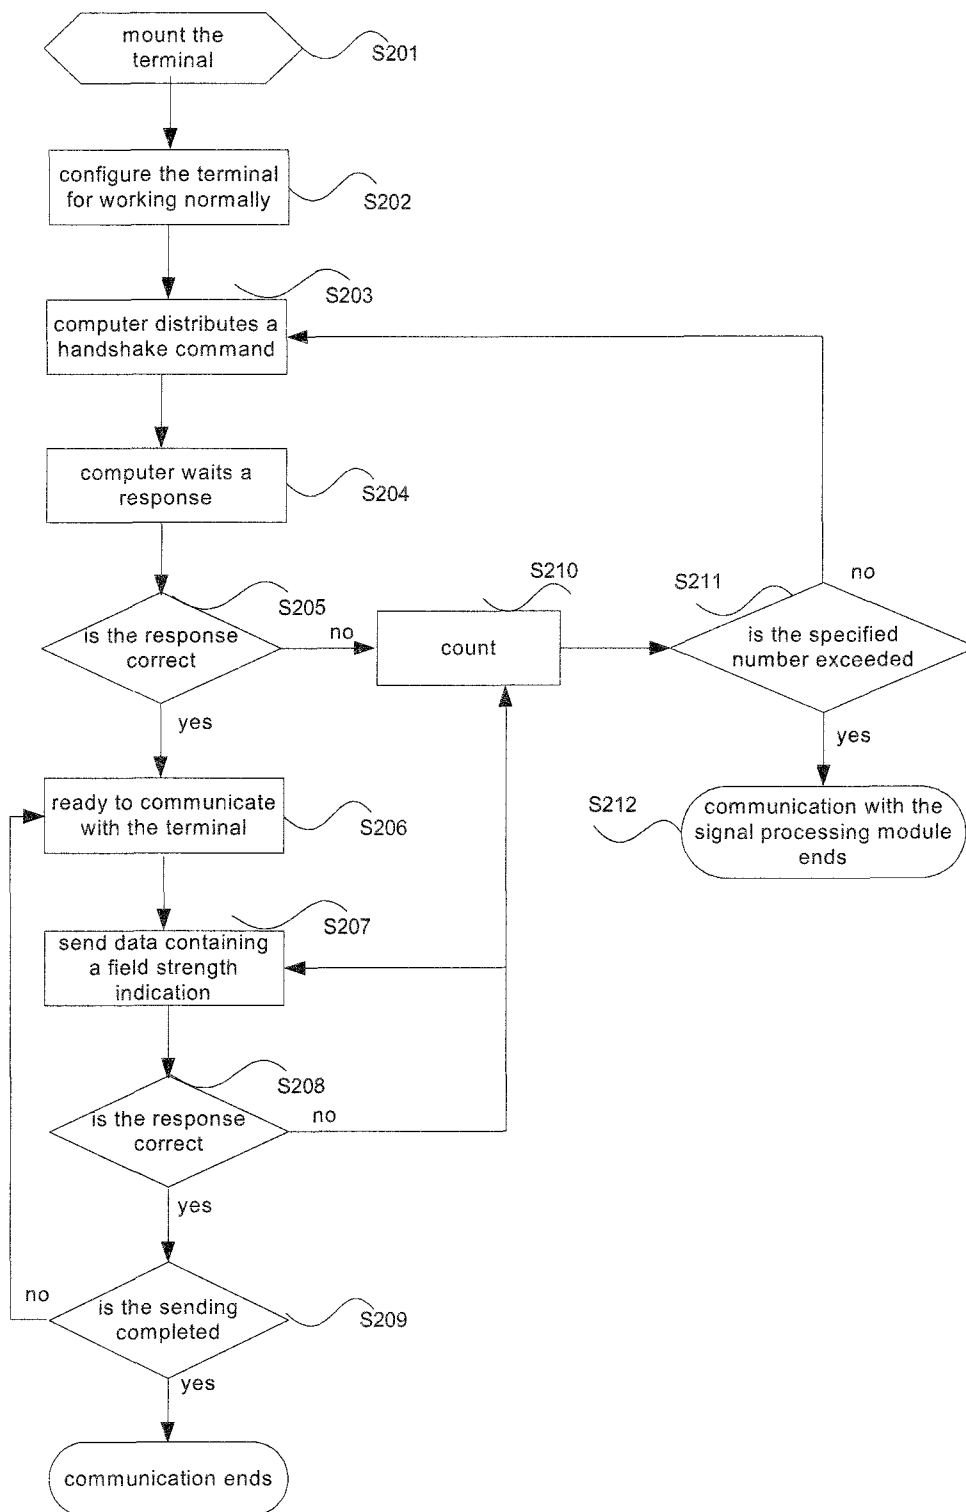 mount the
terminal
S201
configure the terminal
for working normally
S202
S203
computer distributes a
handshake command
computer waits a
response
S204
S205
is the response
correct
no
yes
S210
count
S211
no
is the specified
number exceeded
yes
S212
communication with the
signal processing module
ends
ready to communicate
with the terminal
S206
S207
send data containing
a field strength
indication
S208
is the response
correct
no
yes
no
is the sending
completed
S209
yes
communication ends